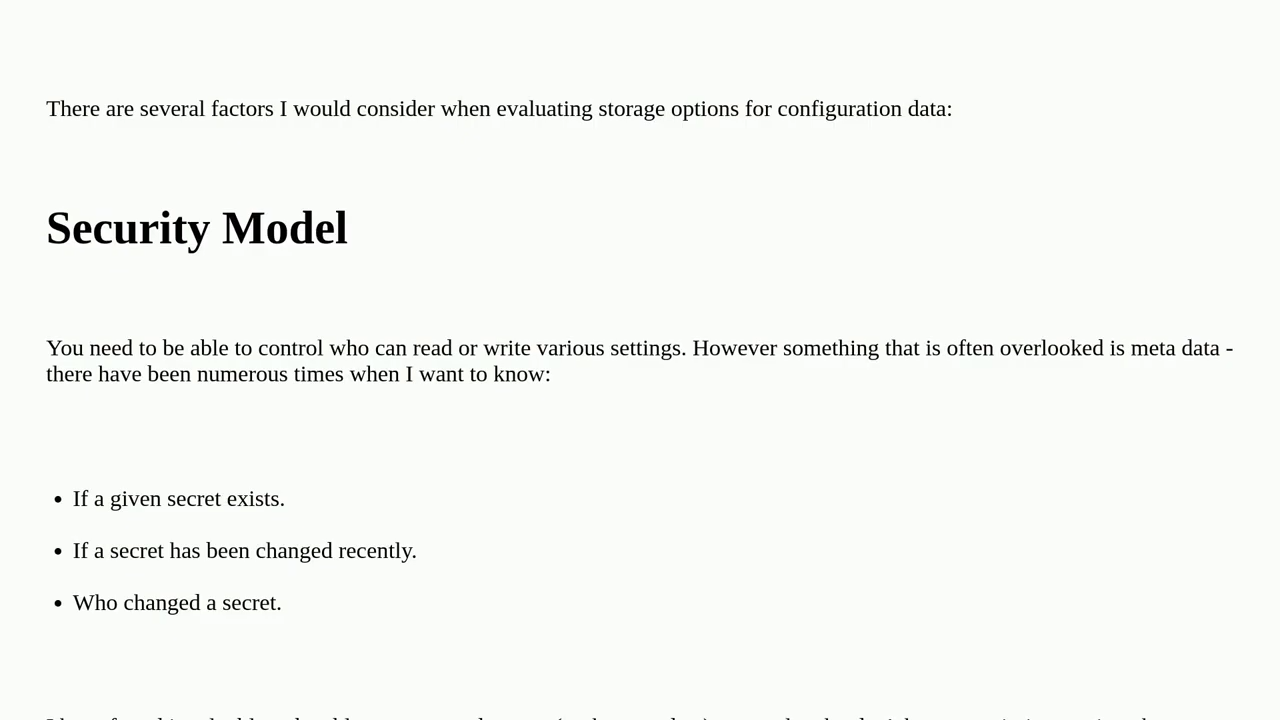 There are several factors I would consider when evaluating storage options for configuration data:
Security Model
You need to be able to control who can read or write various settings. However something that is often overlooked is meta data -
there have been numerous times when I want to know:
If a given secret exists.
If a secret has been changed recently.
Who changed a secret.